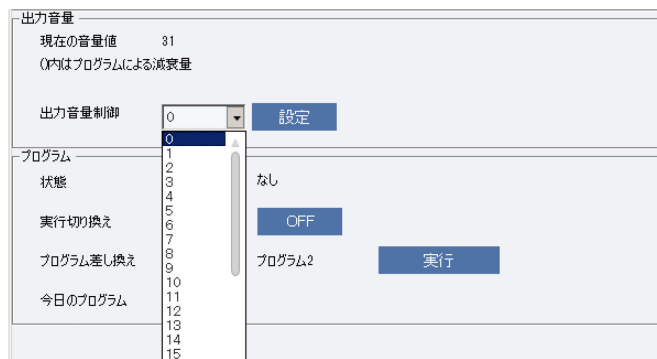 出力音量
現在の音量値 31
()内はプログラムによる減衰量
出力音量制御 0 設定
0
1
2
3
4
5
6
7
8
9
10
11
12
13
14
15
プログラム
状態 なし
実行切り換え OFF
プログラム差し換え プログラム2 実行
今日のプログラム